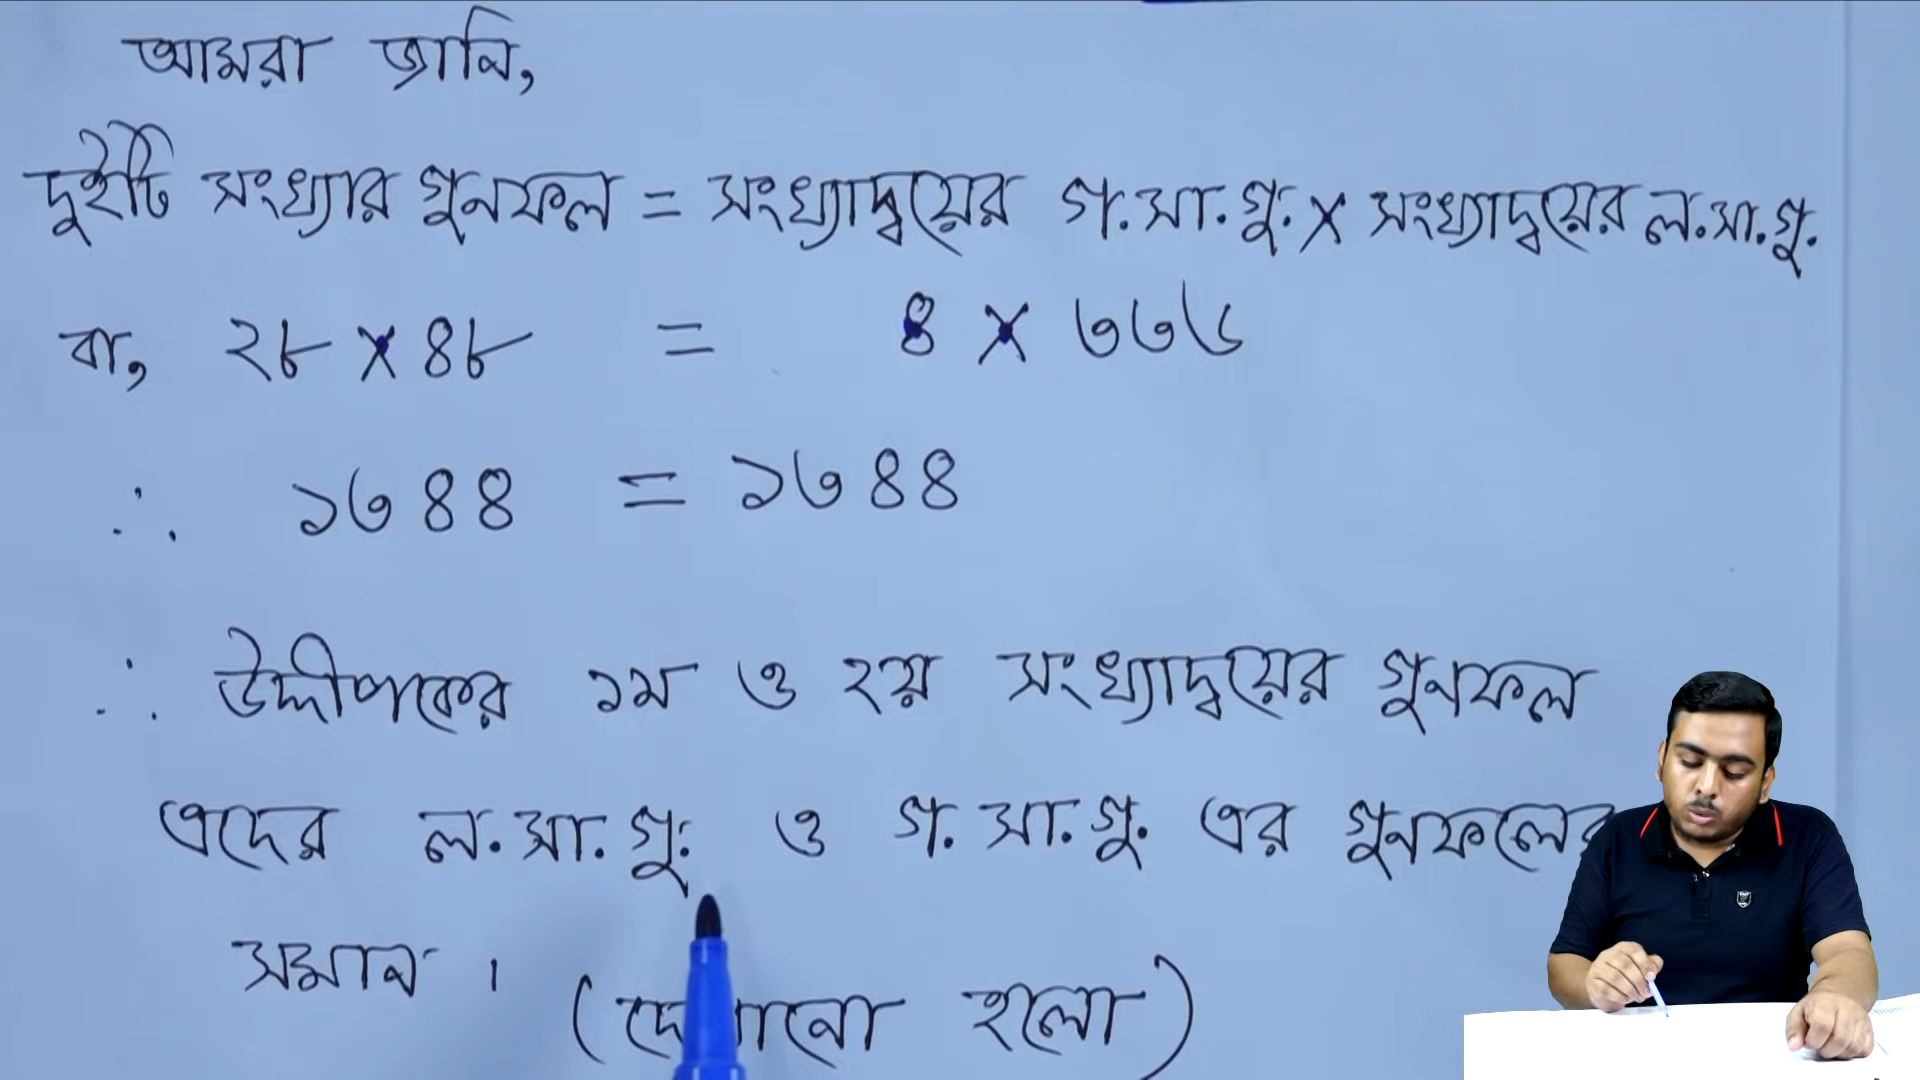 আমরা জানি,
দুইটি সংখ্যার গুনফল = সংখ্যাদ্বয়ের গ.সা.গু. × সংখ্যাদ্বয়ের ল.সা.গু.
বা, ২৮ × ৪৮ = ৪ × ৩৩৬
∴ ১৩৪৪ = ১৩৪৪
∴ উদ্দীপকের ১ম ও ২য় সংখ্যাদ্বয়ের গুনফল
এদের ল.সা.গু. ও গ.সা.গু. এর গুনফলের
সমান ।
(দেখানো হলো)